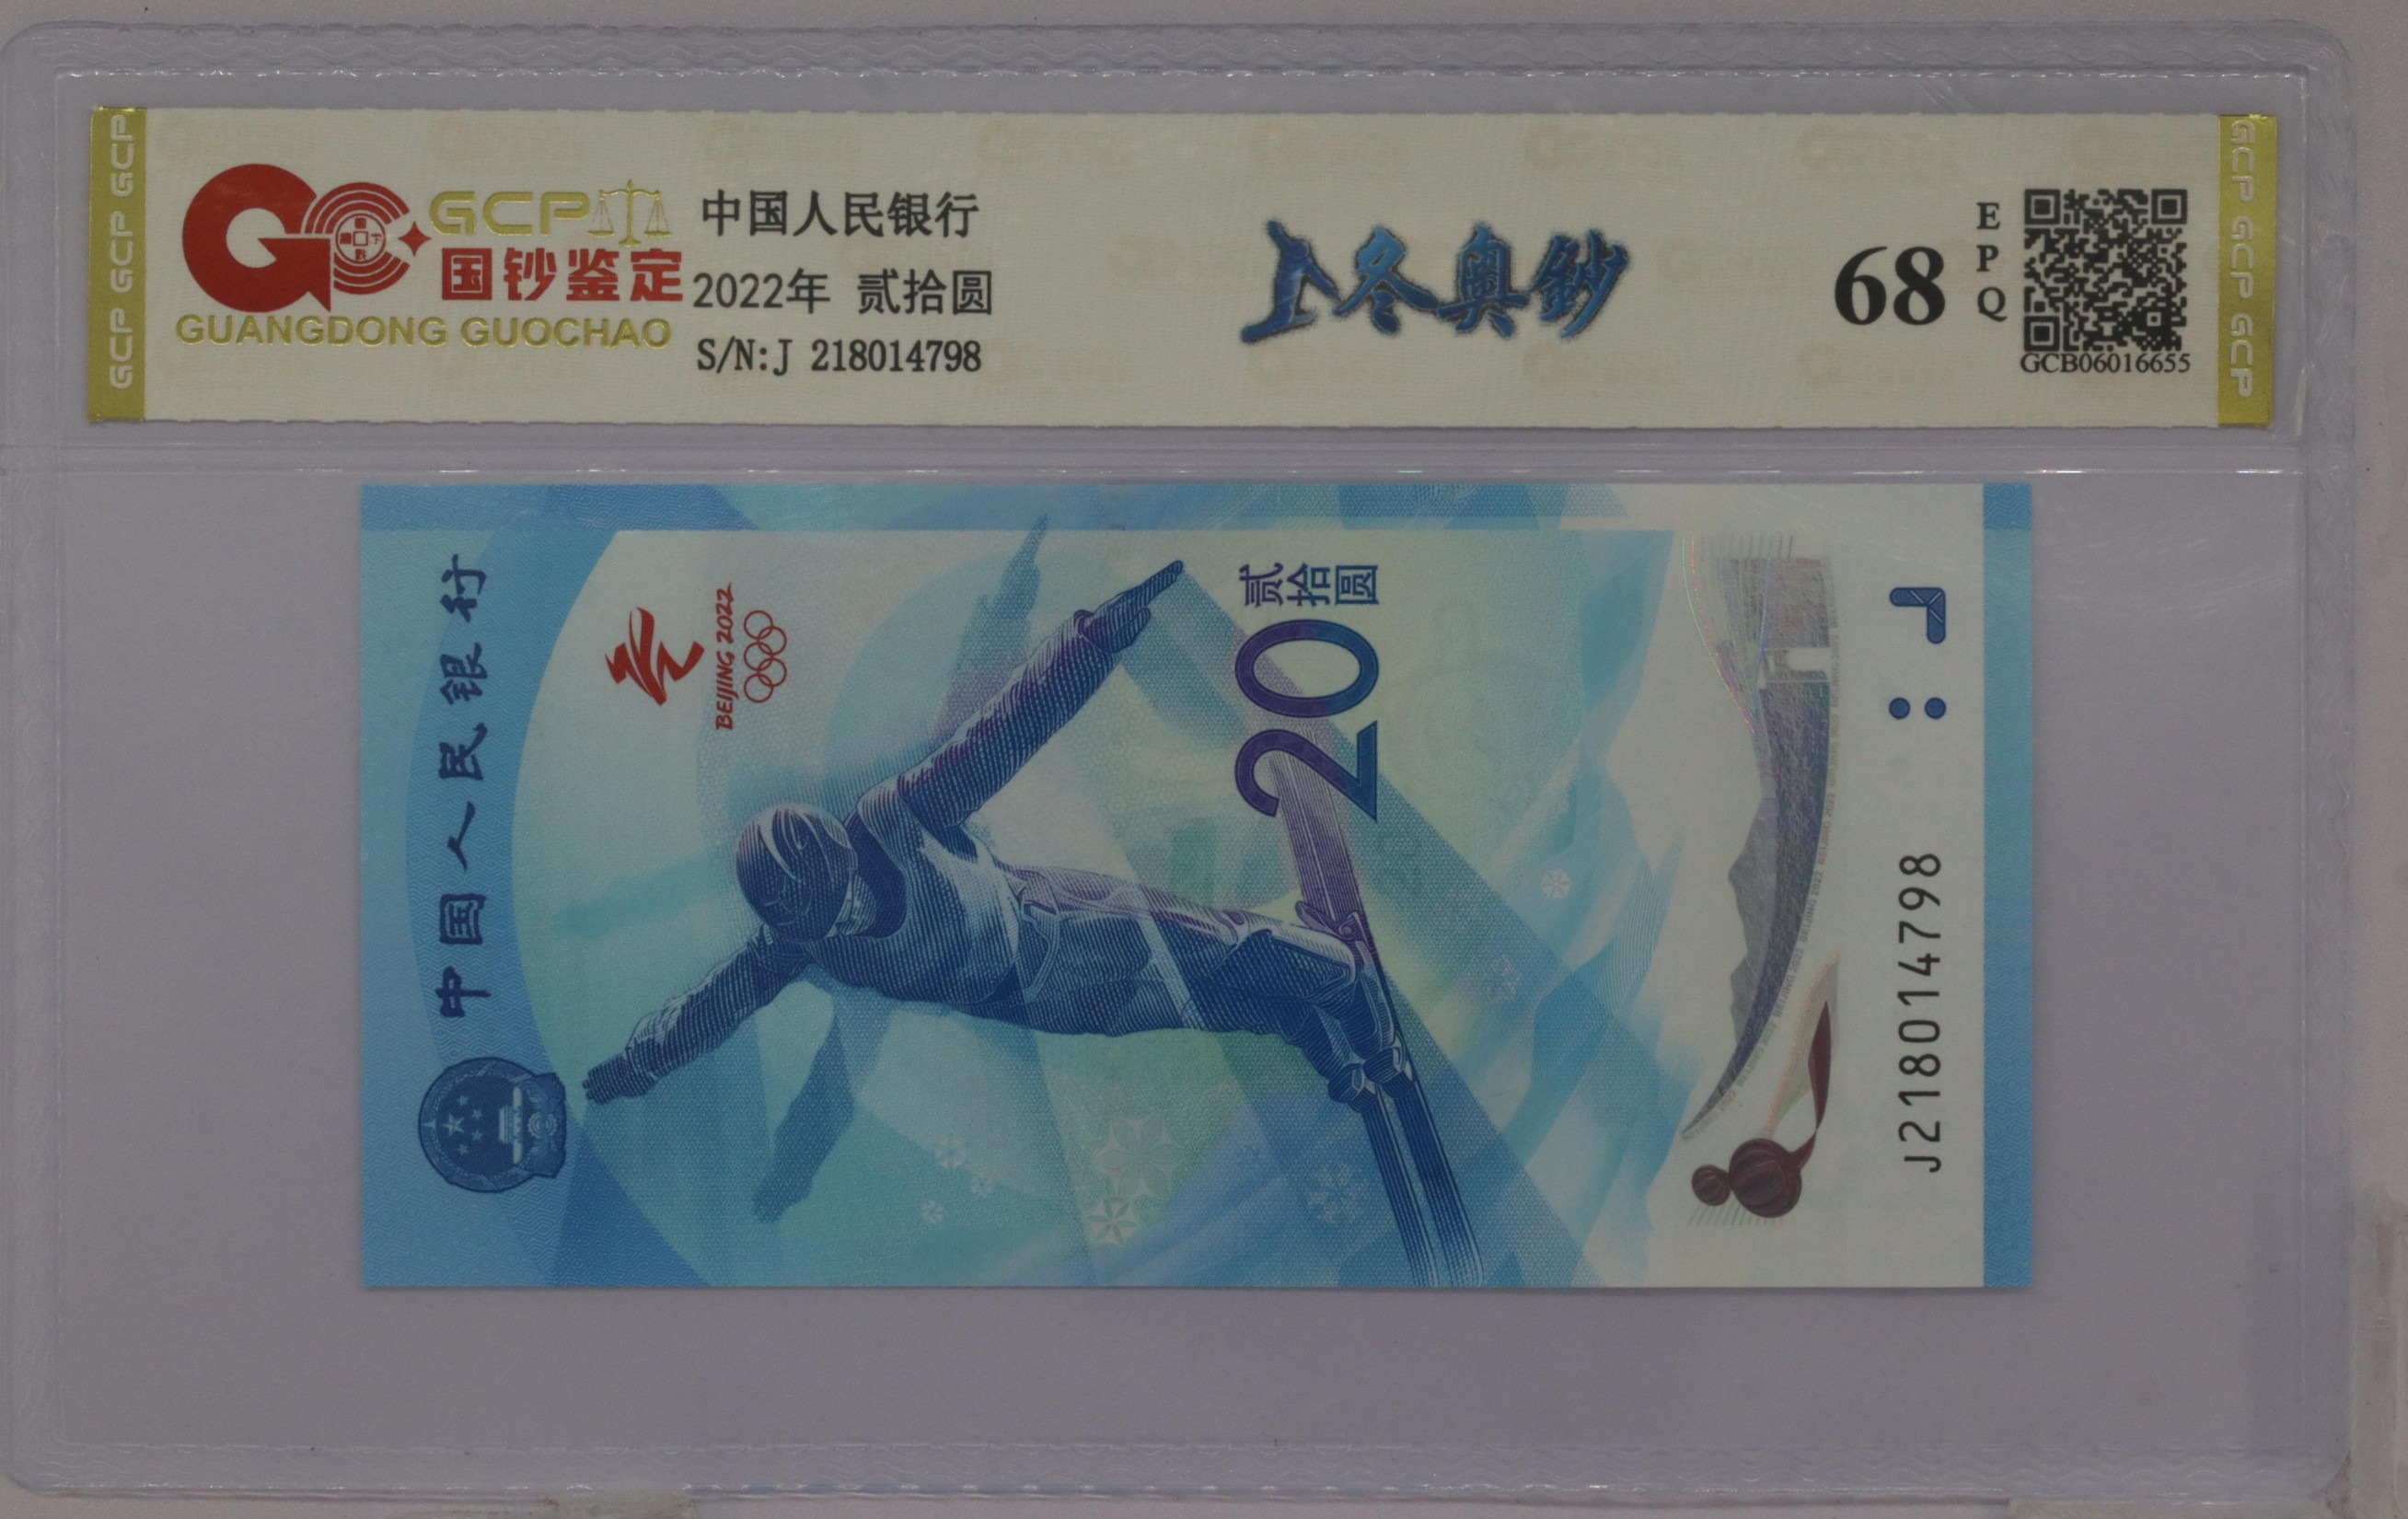 GCP GCP GCP
GCP
国钞鉴定
GUANGDONG GUOCHAO
中国人民银行
2022年 贰拾圆
S/N:J 218014798
冬奥鈔
68
EPQ
GCB06016655
GCP GCP GCP
中国人民银行
BEIJING 2022
贰拾圆
20
J218014798